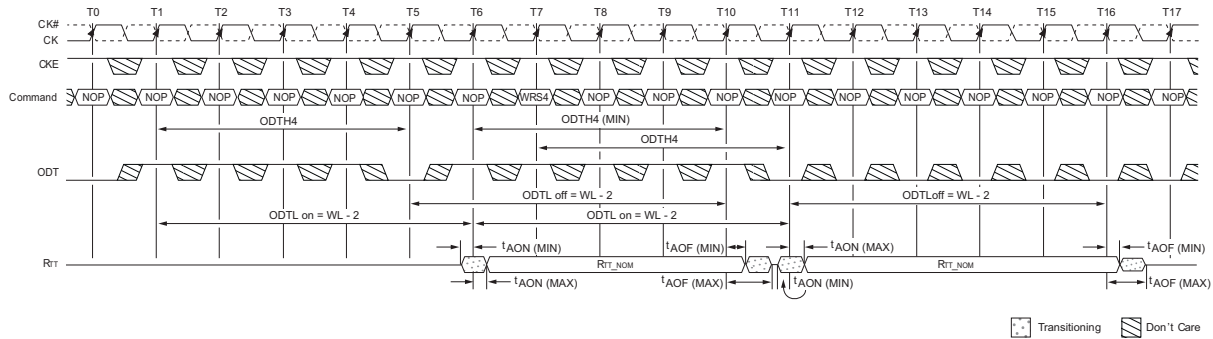 T0 T1 T2 T3 T4 T5 T6 T7 T8 T9 T10 T11 T12 T13 T14 T15 T16 T17
CK#
CK
CKE
Command NOP NOP NOP NOP NOP NOP NOP WRS4 NOP NOP NOP NOP NOP NOP NOP NOP NOP NOP
ODTH4 ODTH4 (MIN)
ODTH4
ODT
ODTL off = WL - 2 ODTLoff = WL - 2
ODTL on = WL - 2 ODTL on = WL - 2
tAON (MIN) tAOF (MIN) tAON (MAX) tAOF (MIN)
RTT RTT_NOM RTT_NOM
tAON (MAX) tAOF (MAX) tAON (MIN) tAOF (MAX)
Transitioning Don't Care